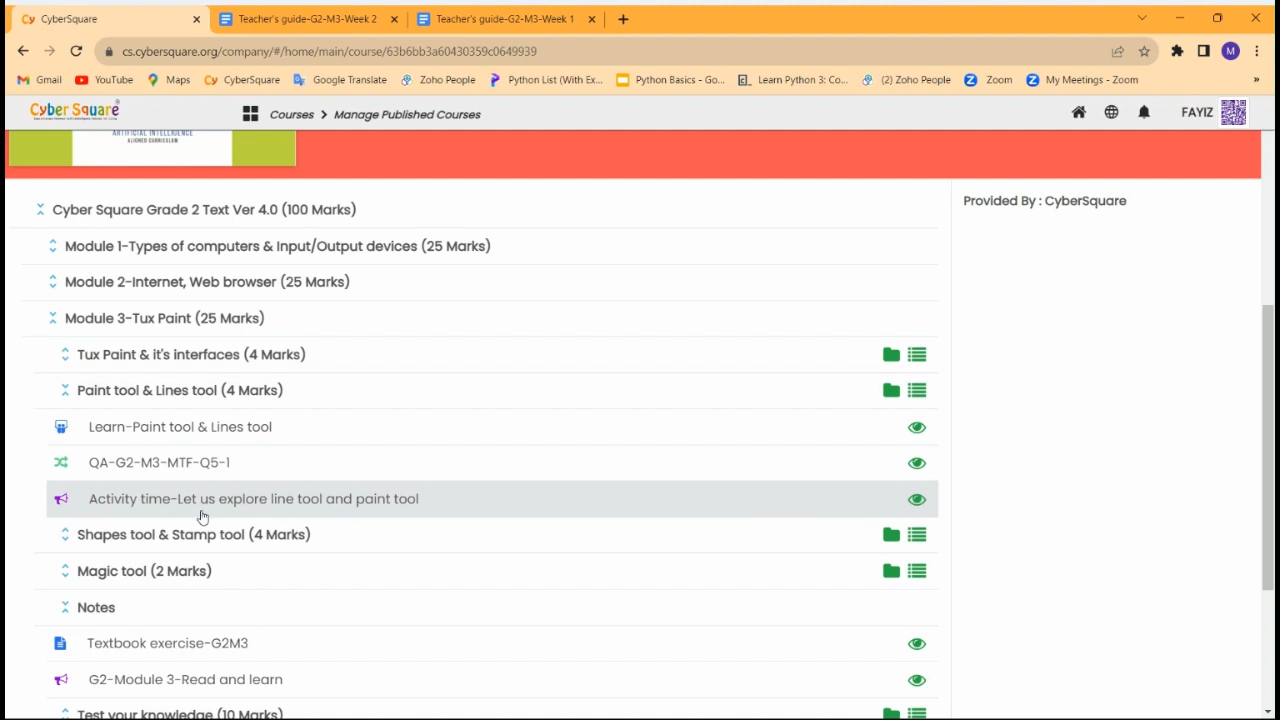 CyberSquare
Teacher's guide-G2-M3-Week 2
Teacher's guide-G2-M3-Week 1
cs.cybersquare.org/company/#/home/main/course/63b6bb3a60430359c0649939
M
Gmail
YouTube
Maps
CyberSquare
Google Translate
Zoho People
Python List (With Ex...
Python Basics - Go...
Learn Python 3: Co...
(2) Zoho People
Zoom
My Meetings - Zoom
»
Cyber Square
Courses > Manage Published Courses
FAYIZ
ARTIFICIAL INTELLIGENCE
ALIGNED CURRICULUM
Provided By : CyberSquare
Cyber Square Grade 2 Text Ver 4.0 (100 Marks)
Module 1-Types of computers & Input/Output devices (25 Marks)
Module 2-Internet, Web browser (25 Marks)
Module 3-Tux Paint (25 Marks)
Tux Paint & it's interfaces (4 Marks)
Paint tool & Lines tool (4 Marks)
Learn-Paint tool & Lines tool
QA-G2-M3-MTF-Q5-1
Activity time-Let us explore line tool and paint tool
Shapes tool & Stamp tool (4 Marks)
Magic tool (2 Marks)
Notes
Textbook exercise-G2M3
G2-Module 3-Read and learn
Test your knowledge (10 Marks)